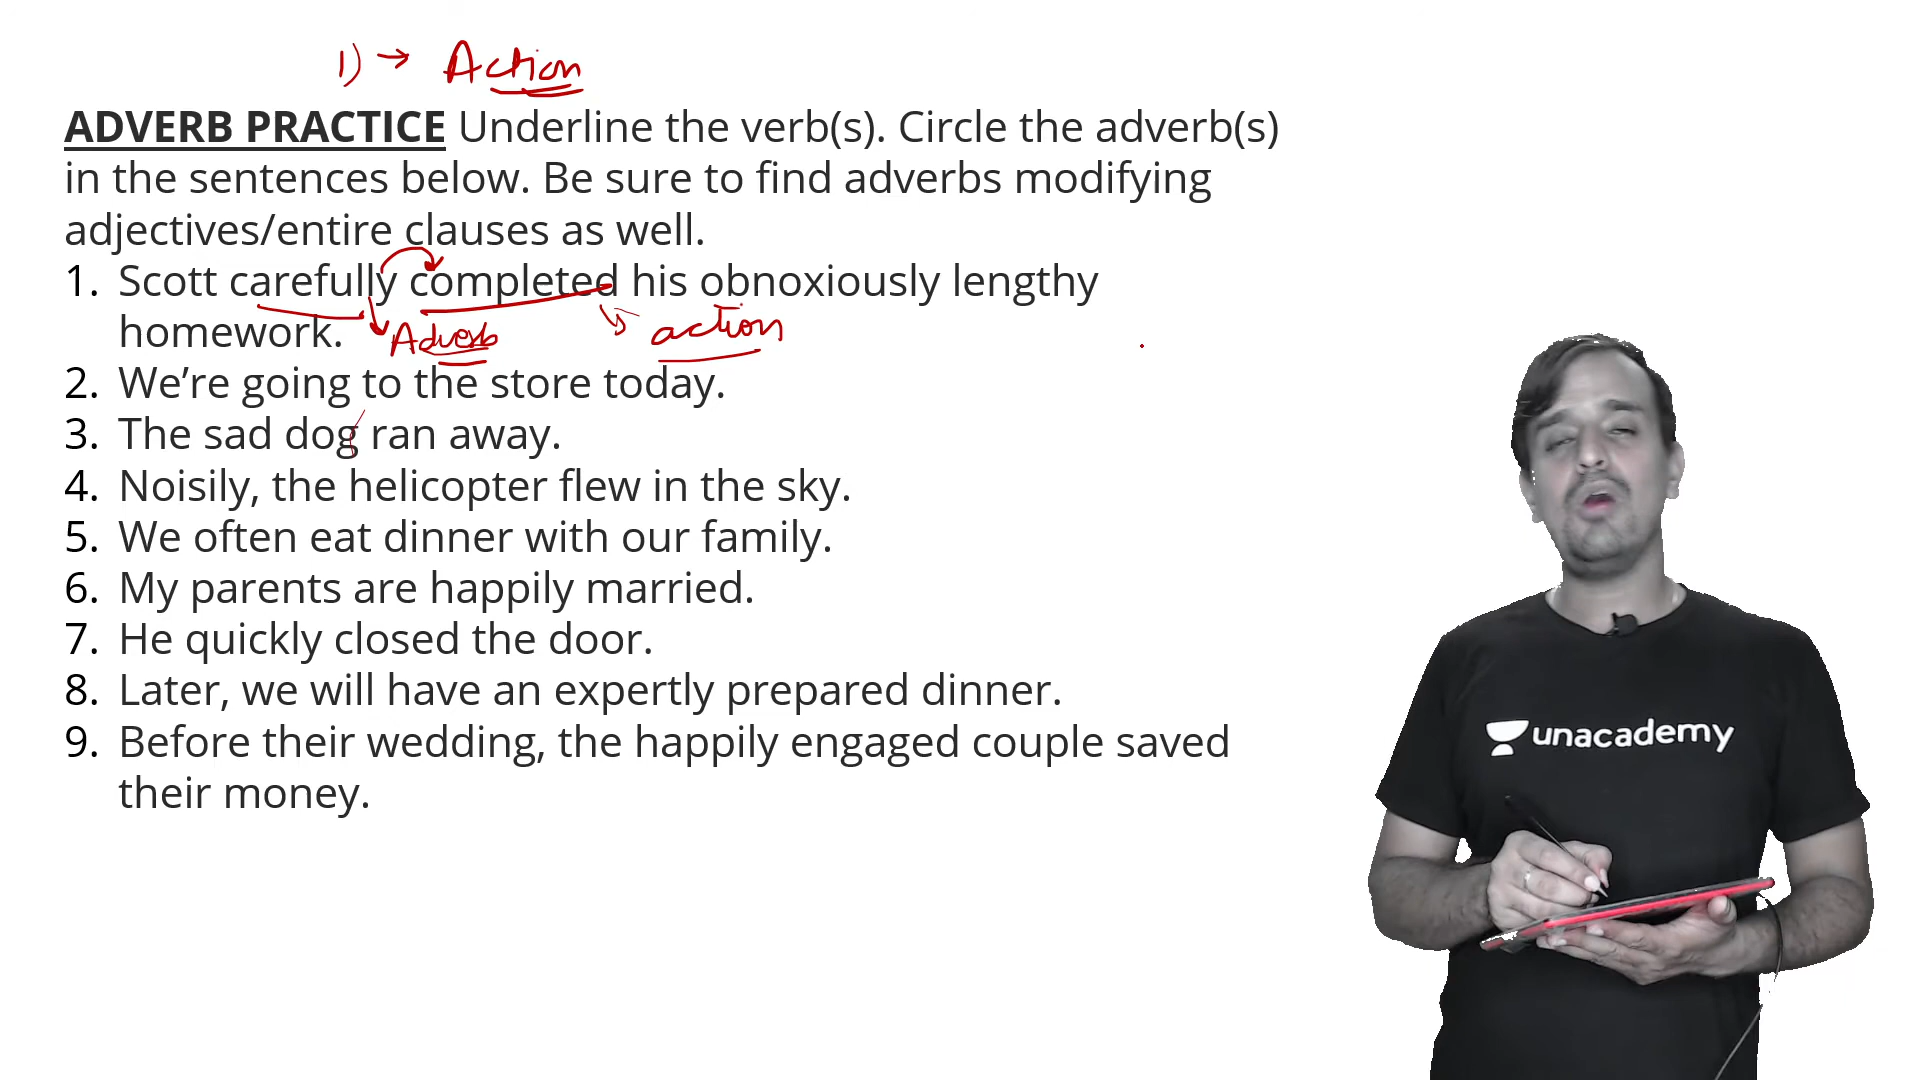 1) → Action
ADVERB PRACTICE Underline the verb(s). Circle the adverb(s)
in the sentences below. Be sure to find adverbs modifying
adjectives/entire clauses as well.
1. Scott carefully completed his obnoxiously lengthy
homework.
Adverb
action
2. We’re going to the store today.
3. The sad dog ran away.
4. Noisily, the helicopter flew in the sky.
5. We often eat dinner with our family.
6. My parents are happily married.
7. He quickly closed the door.
8. Later, we will have an expertly prepared dinner.
9. Before their wedding, the happily engaged couple saved
their money.
unacademy